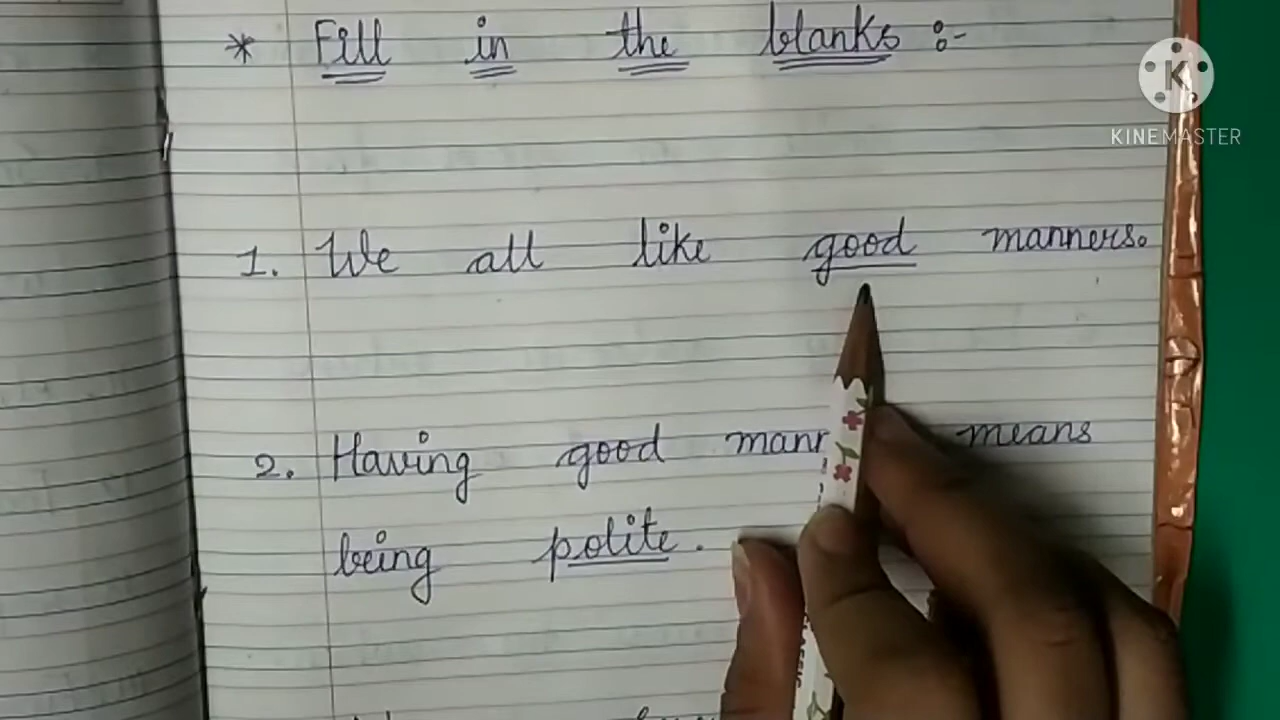 * Fill in the blanks :-
K
KINEMASTER
1. We all like good manners.
2. Having good means
being polite.